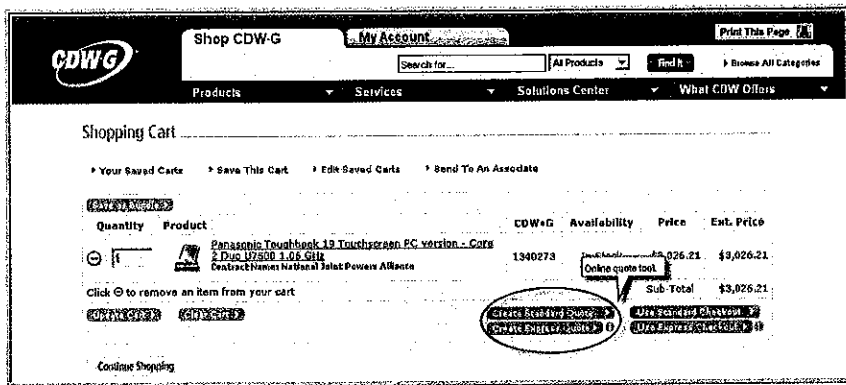 Shop CDW-G
My Account
Print This Page
CDWG
Search for...
All Products
Find It
Browse All Categories
Products
Services
Solutions Center
What CDW Offers
Shopping Cart
Your Saved Carts
Save This Cart
Edit Saved Carts
Send To An Associate
Quantity
Product
CDW•G
Availability
Price
Ext. Price
1
Panasonic Toughbook 19 Touchscreen PC version - Core
2 Duo U7500 1.06 GHz
Contract Name: National Joint Powers Alliance
1340273
$3,026.21
Online quote tool.
Click ⊖ to remove an item from your cart
Sub-Total
$3,026.21
Update Cart
Clear Cart
Create Standard Quote
Use Standard Checkout
Create Express Quote
Use Express Checkout
Continue Shopping